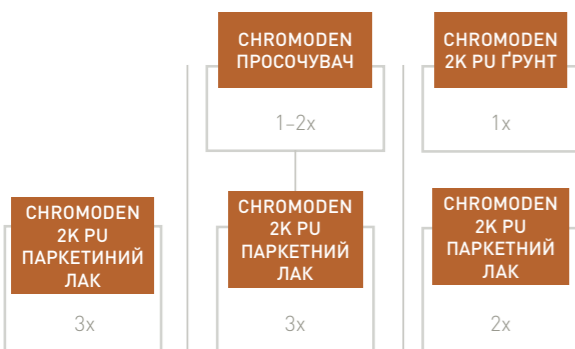 CHROMODEN
ПРОСОЧУВАЧ
1–2x
CHROMODEN
2K PU ҐРУНТ
1x
CHROMODEN
2K PU
ПАРКЕТИНИЙ
ЛАК
3x
CHROMODEN
2K PU
ПАРКЕТНИЙ
ЛАК
3x
CHROMODEN
2K PU
ПАРКЕТНИЙ
ЛАК
2x